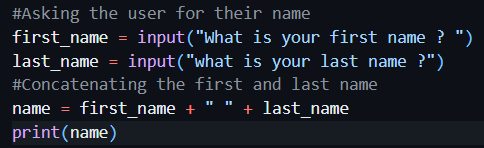 #Asking the user for their name
first_name = input("What is your first name ? ")
last_name = input("what is your last name ?")
#Concatenating the first and last name
name = first_name + " " + last_name
print(name)